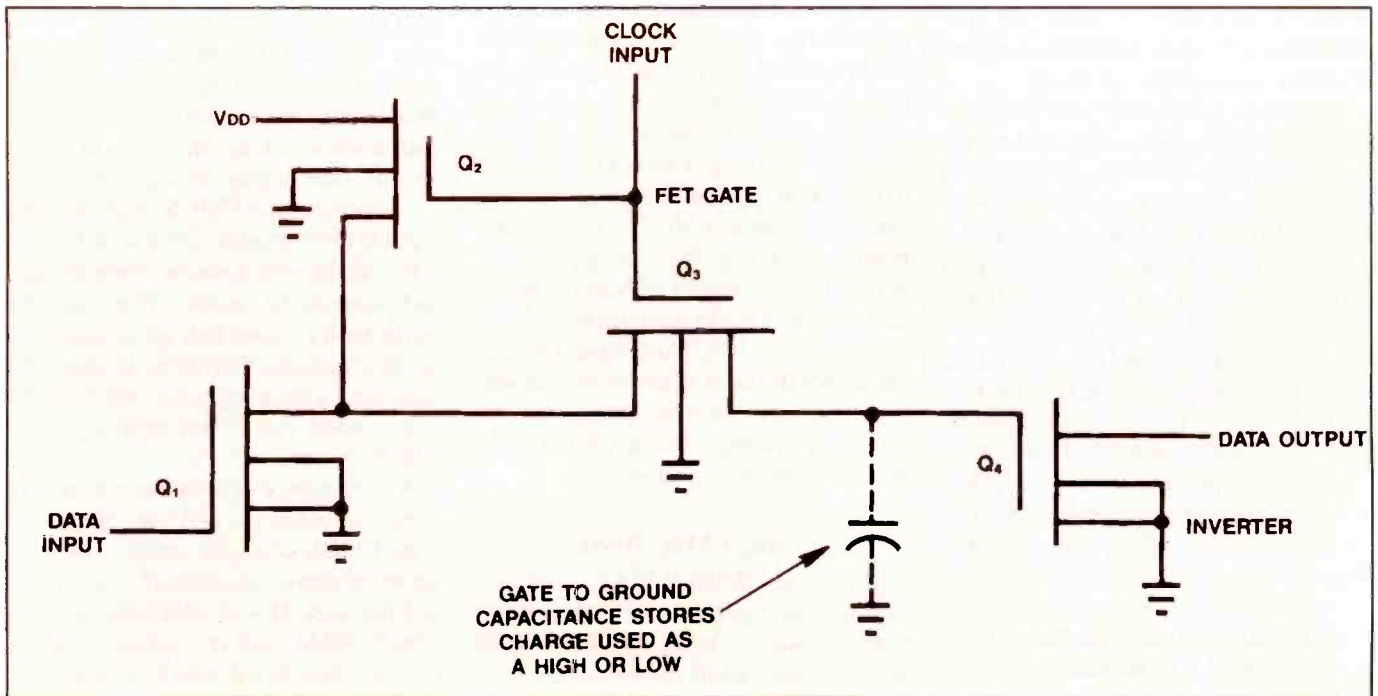 CLOCK
INPUT
VDD
Q2
FET GATE
Q3
Q1
DATA
INPUT
Q4
DATA OUTPUT
INVERTER
GATE TO GROUND
CAPACITANCE STORES
CHARGE USED AS
A HIGH OR LOW